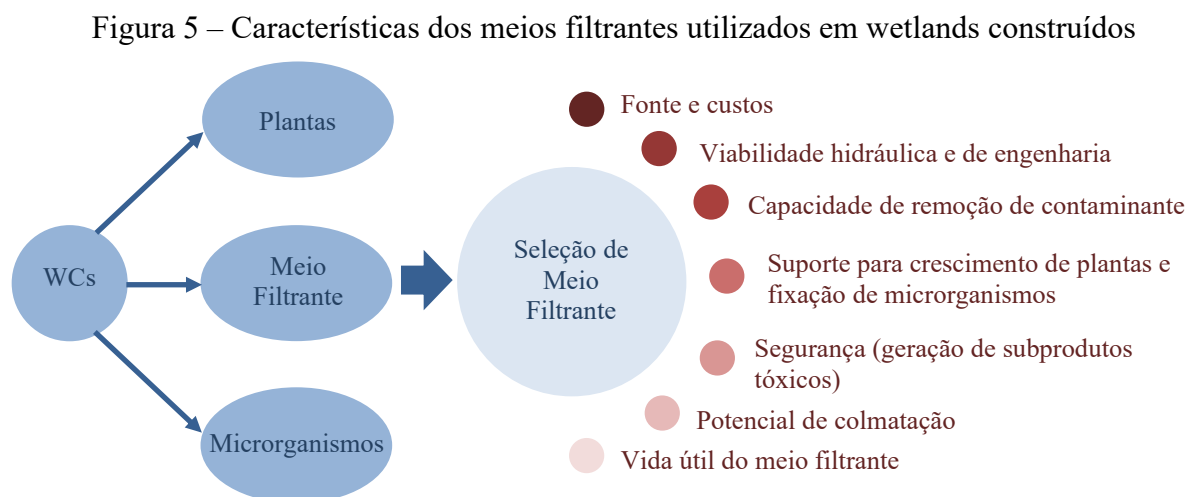 Figura 5 – Características dos meios filtrantes utilizados em wetlands construídos
Plantas
WCs
Meio
Filtrante
Microrganismos
Seleção de
Meio
Filtrante
Fonte e custos
Viabilidade hidráulica e de engenharia
Capacidade de remoção de contaminante
Suporte para crescimento de plantas e
fixação de microrganismos
Segurança (geração de subprodutos
tóxicos)
Potencial de colmatação
Vida útil do meio filtrante